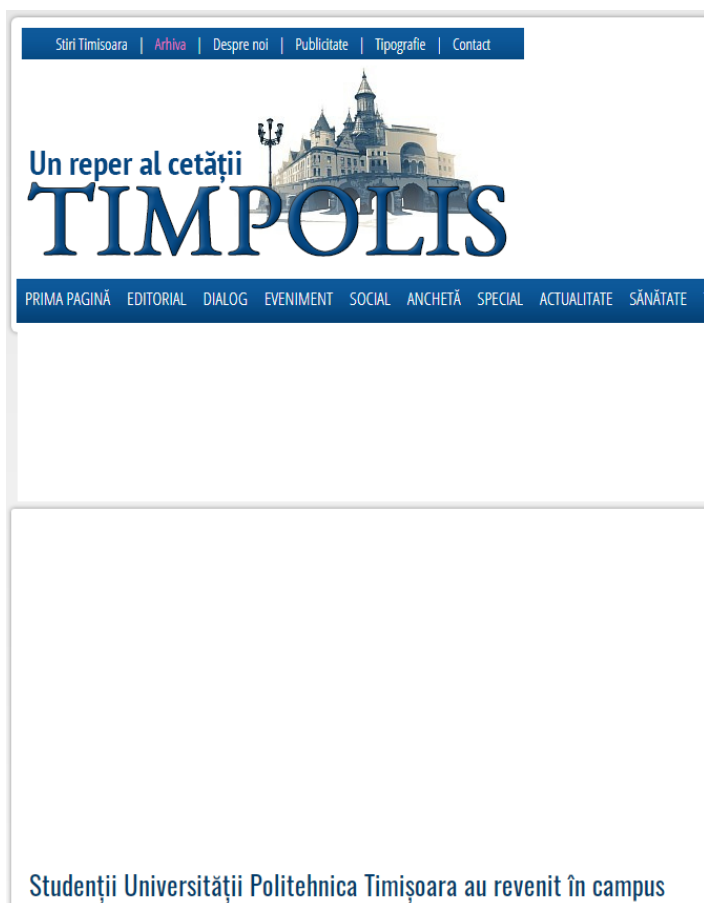 Stiri Timisoara | Arhiva | Despre noi | Publicitate | Tipografie | Contact
Un reper al cetății
TIMPOLIS
PRIMA PAGINĂ EDITORIAL DIALOG EVENIMENT SOCIAL ANCHETĂ SPECIAL ACTUALITATE SĂNĂTATE
Studenții Universității Politehnica Timișoara au revenit în campus